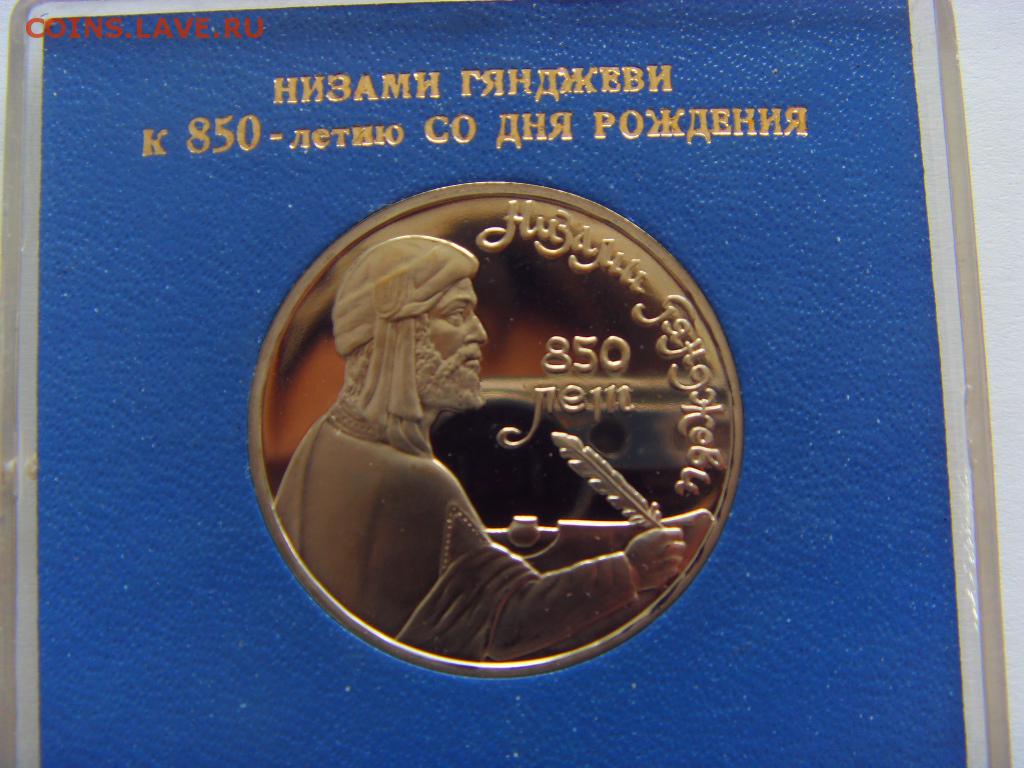 COINS.LAVE.RU
НИЗАМИ ГЯНДЖЕВИ
К 850-летию СО ДНЯ РОЖДЕНИЯ
Низами Гянджеви
850
лет